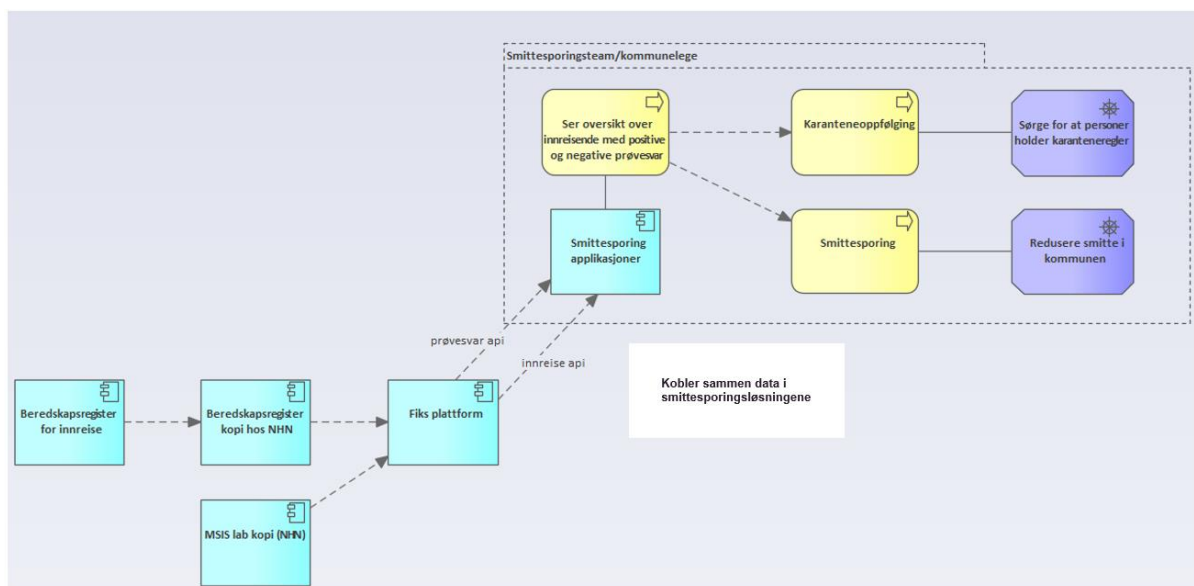 Smittesporingsteam/kommunelege
Ser oversikt over
innreisende med positive
og negative prøvesvar
Karanteneoppfølging
Sørge for at personer
holder karanteneregler
Smittesporing
applikasjoner
Smittesporing
Redusere smitte i
kommunen
prøvesvar api
innreise api
Kobler sammen data i
smittesporingsløsningene
Beredskapsregister
for innreise
Beredskapsregister
kopi hos NHN
Fiks plattform
MSIS lab kopi (NHN)